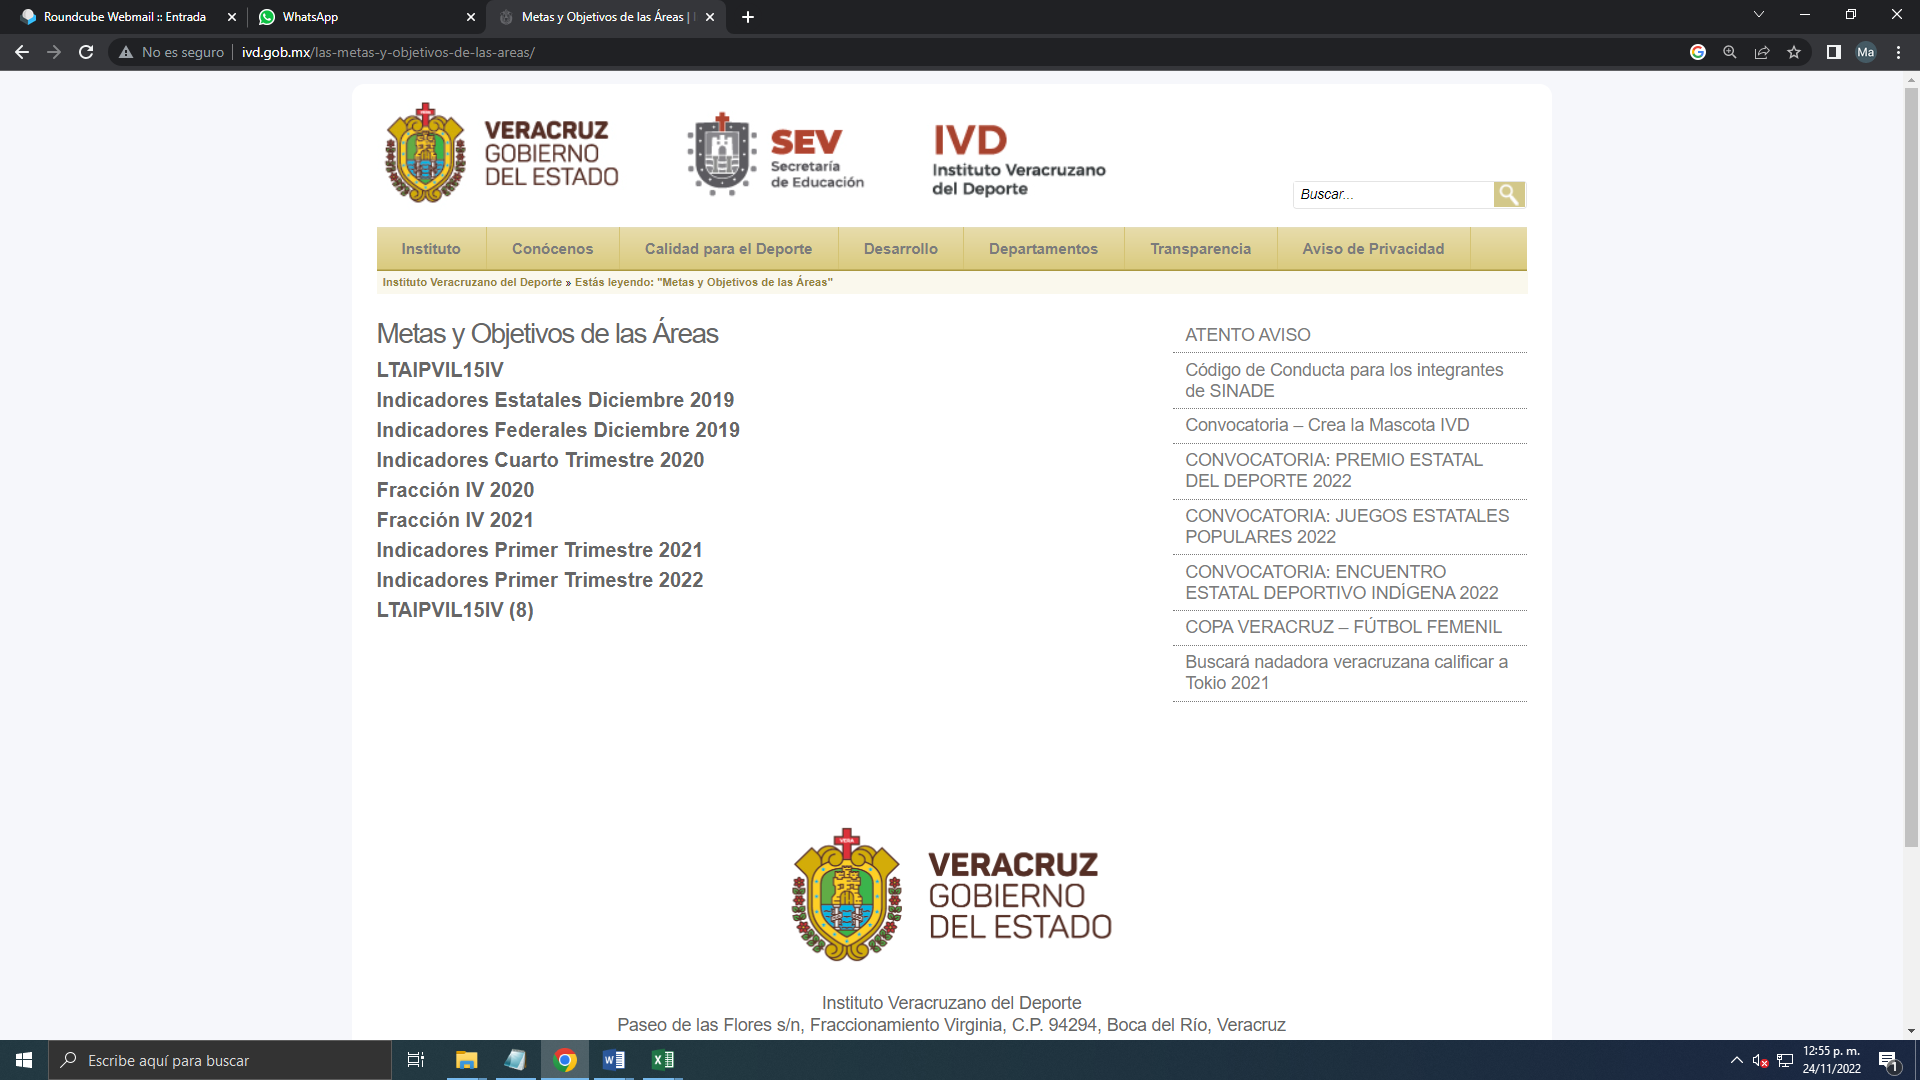 Roundcube Webmail :: Entrada
WhatsApp
Metas y Objetivos de las Áreas |
No es seguro
ivd.gob.mx/las-metas-y-objetivos-de-las-areas/
Ma
VERACRUZ
GOBIERNO
DEL ESTADO
SEV
Secretaría
de Educación
IVD
Instituto Veracruzano
del Deporte
Buscar...
Instituto
Conócenos
Calidad para el Deporte
Desarrollo
Departamentos
Transparencia
Aviso de Privacidad
Instituto Veracruzano del Deporte » Estás leyendo: "Metas y Objetivos de las Áreas"
Metas y Objetivos de las Áreas
LTAIPVIL15IV
Indicadores Estatales Diciembre 2019
Indicadores Federales Diciembre 2019
Indicadores Cuarto Trimestre 2020
Fracción IV 2020
Fracción IV 2021
Indicadores Primer Trimestre 2021
Indicadores Primer Trimestre 2022
LTAIPVIL15IV (8)
ATENTO AVISO
Código de Conducta para los integrantes
de SINADE
Convocatoria – Crea la Mascota IVD
CONVOCATORIA: PREMIO ESTATAL
DEL DEPORTE 2022
CONVOCATORIA: JUEGOS ESTATALES
POPULARES 2022
CONVOCATORIA: ENCUENTRO
ESTATAL DEPORTIVO INDÍGENA 2022
COPA VERACRUZ – FÚTBOL FEMENIL
Buscará nadadora veracruzana calificar a
Tokio 2021
VERA
VERACRUZ
GOBIERNO
DEL ESTADO
Instituto Veracruzano del Deporte
Paseo de las Flores s/n, Fraccionamiento Virginia, C.P. 94294, Boca del Río, Veracruz
Escribe aquí para buscar
12:55 p. m.
24/11/2022
1